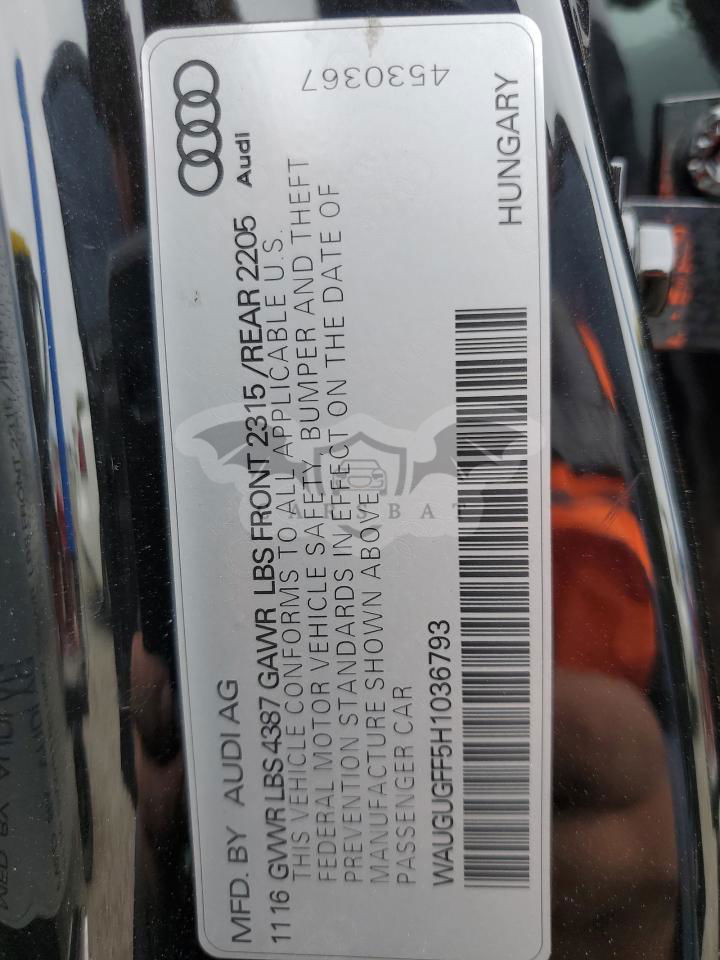 MFD. BY AUDI AG
Audi
11 16 GVWR LBS 4387 GAWR LBS FRONT 2315 /REAR 2205
THIS VEHICLE CONFORMS TO ALL APPLICABLE U.S.
FEDERAL MOTOR VEHICLE SAFETY, BUMPER AND THEFT
PREVENTION STANDARDS IN EFFECT ON THE DATE OF
MANUFACTURE SHOWN ABOVE
PASSENGER CAR
4530367
WAUGUGFF5H1036793
HUNGARY
CARSBAT